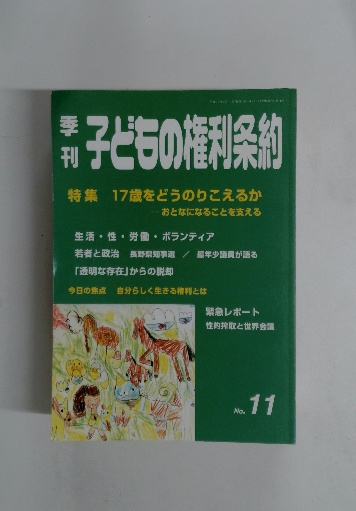 季刊 子どもの権利条約
特集 17歳をどうのりこえるか
—おとなになることを支える
生活・性・労働・ボランティア
若者と政治 長野県知事選 / 最年少議員が語る
「透明な存在」からの脱却
今日の焦点 自分らしく生きる権利とは
緊急レポート
性的搾取と世界会議
No. 11